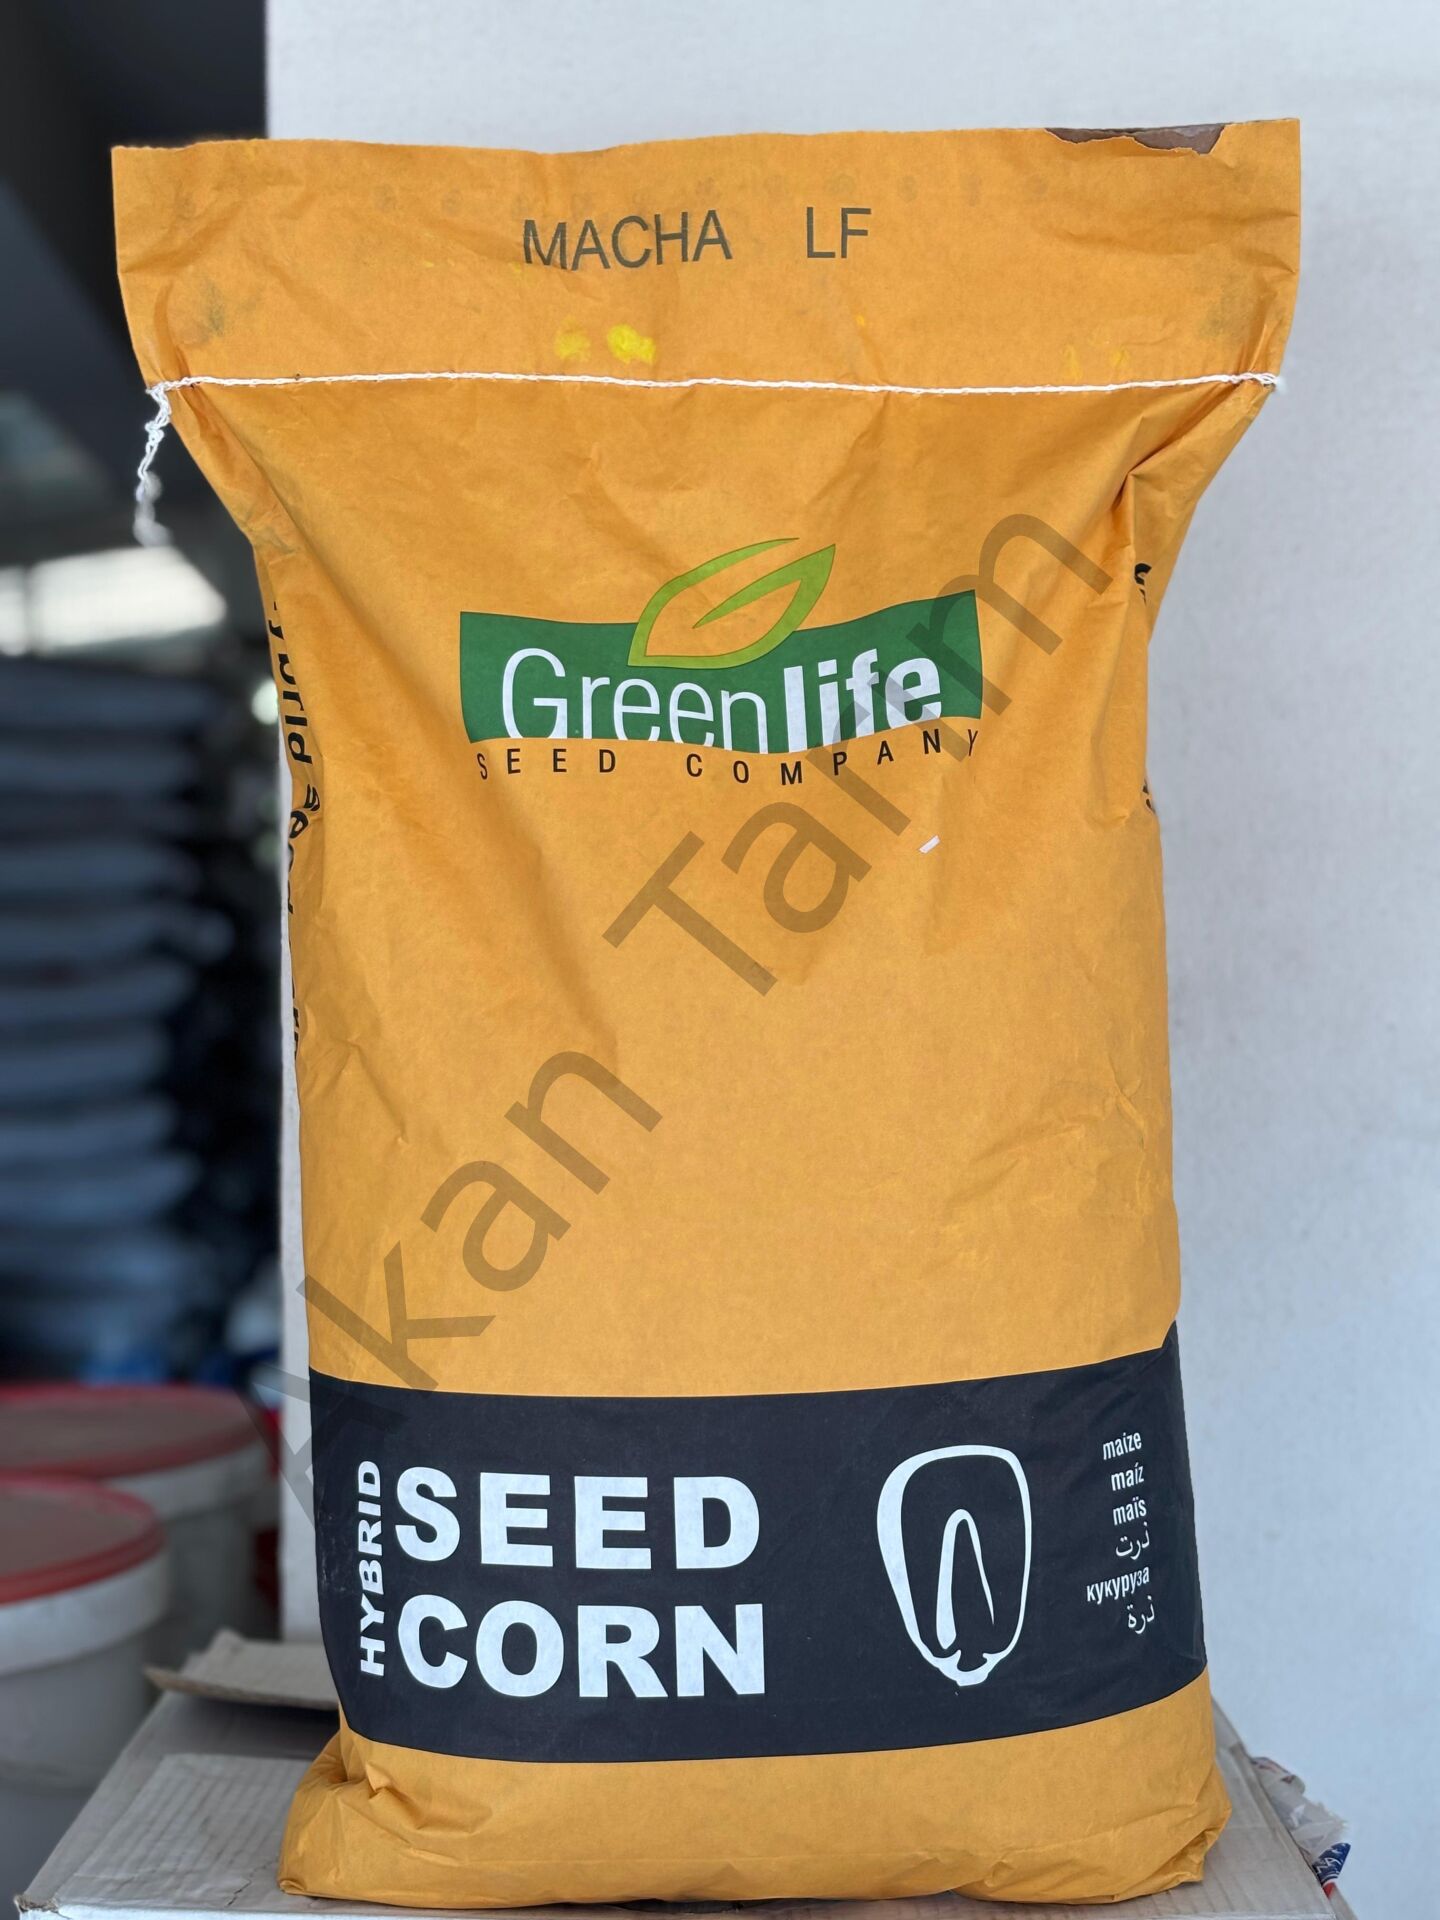 MACHA LF
Greenlife
SEED COMPANY
HYBRID
SEED
CORN
maize
maíz
maïs
ذرت
кукуруза
ذرة
Akan Tarım